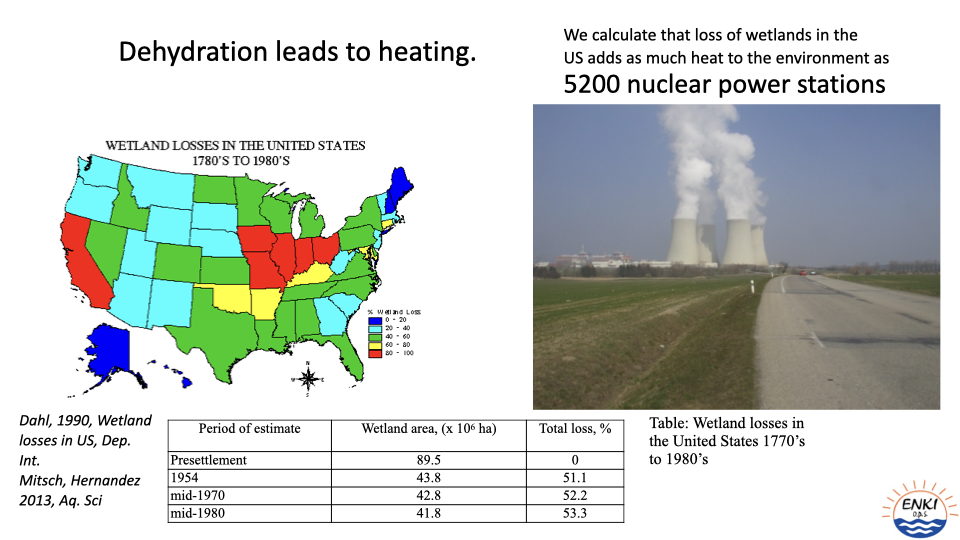 Dehydration leads to heating.
We calculate that loss of wetlands in the
US adds as much heat to the environment as
5200 nuclear power stations
WETLAND LOSSES IN THE UNITED STATES
1780'S TO 1980'S
% Wetland Loss
0 - 20
20 - 40
40 - 60
60 - 80
80 - 100
N
W E
S
Dahl, 1990, Wetland
losses in US, Dep.
Int.
Mitsch, Hernandez
2013, Aq. Sci
Period of estimate Wetland area, (x 10⁶ ha) Total loss, %
Presettlement 89.5 0
1954 43.8 51.1
mid-1970 42.8 52.2
mid-1980 41.8 53.3
Table: Wetland losses in
the United States 1770's
to 1980's
ENKI
o.p.s